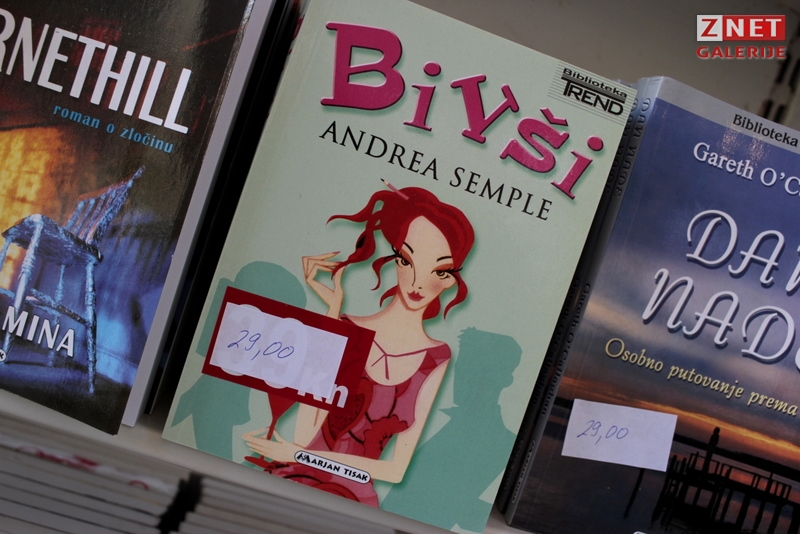 ZNET
GALERIJE
RNETHILL
roman o zločinu
MINA
Bivši
Biblioteka
TREND
ANDREA SEMPLE
29,00
Kn
MARJAN TISAK
Biblioteka
Gareth O'C
DA
NAD
Osobno putovanje prema
29,00